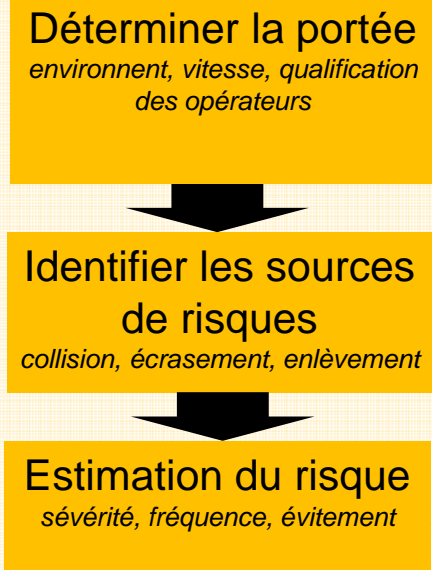 Déterminer la portée
environnent, vitesse, qualification
des opérateurs
Identifier les sources
de risques
collision, écrasement, enlèvement
Estimation du risque
sévérité, fréquence, évitement